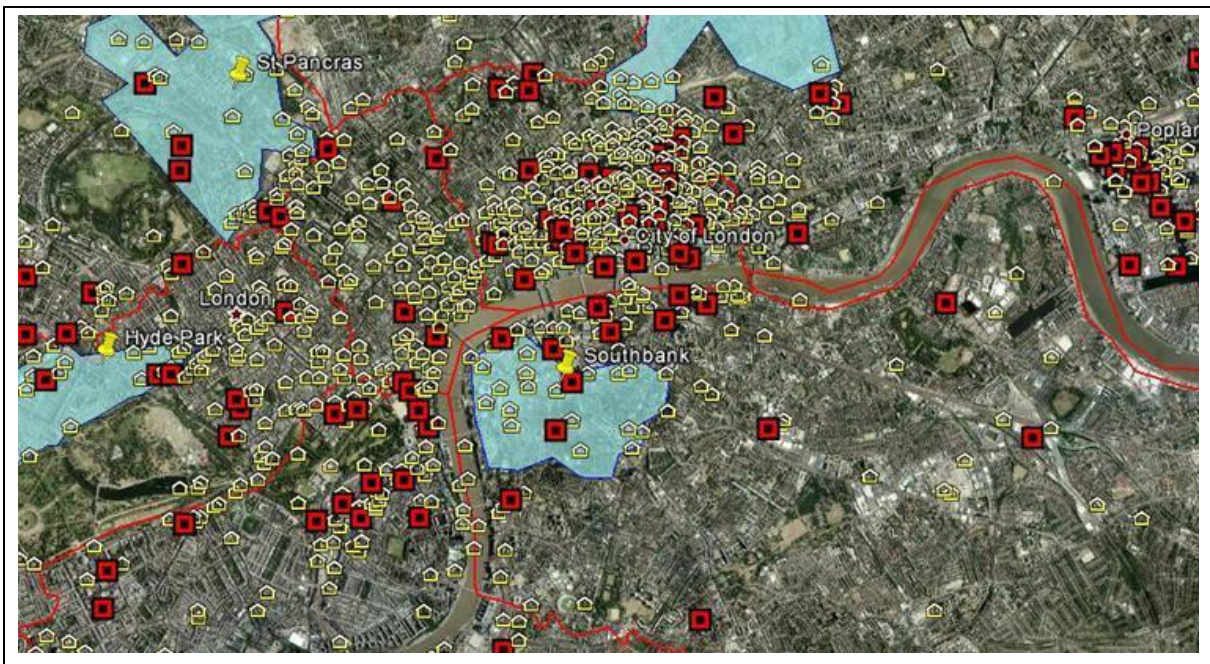 St Pancras
Poplar
City of London
London
Hyde Park
Southbank